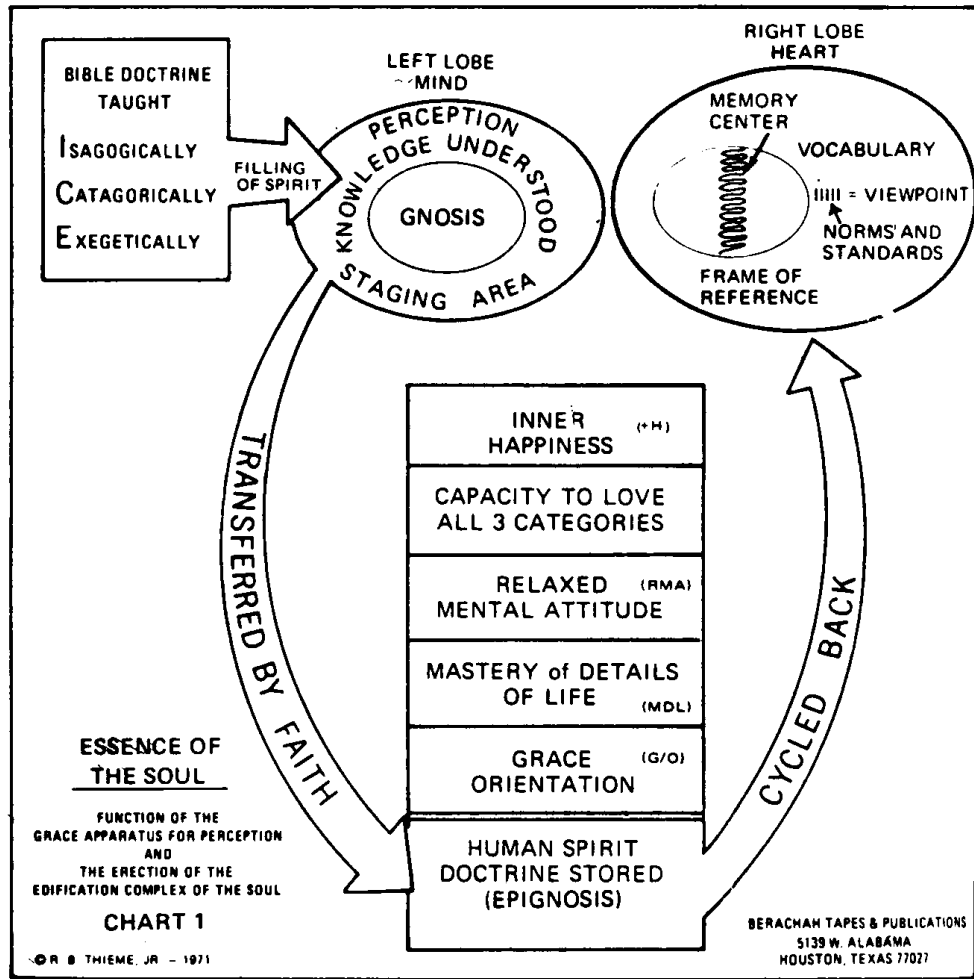 BIBLE DOCTRINE
TAUGHT
ISAGOGICALLY
CATAGORICALLY
EXEGETICALLY
FILLING
OF SPIRIT
LEFT LOBE
MIND
PERCEPTION
KNOWLEDGE UNDERSTOOD
GNOSIS
STAGING AREA
RIGHT LOBE
HEART
MEMORY
CENTER
VOCABULARY
= VIEWPOINT
NORMS AND
STANDARDS
FRAME OF
REFERENCE
TRANSFERRED BY FAITH
INNER (+H)
HAPPINESS
CAPACITY TO LOVE
ALL 3 CATEGORIES
RELAXED (RMA)
MENTAL ATTITUDE
MASTERY of DETAILS
OF LIFE (MDL)
GRACE (G/O)
ORIENTATION
HUMAN SPIRIT
DOCTRINE STORED
(EPIGNOSIS)
CYCLED BACK
ESSENCE OF
THE SOUL
FUNCTION OF THE
GRACE APPARATUS FOR PERCEPTION
AND
THE ERECTION OF THE
EDIFICATION COMPLEX OF THE SOUL
CHART 1
© R B THIEME, JR - 1971
BERACHAH TAPES & PUBLICATIONS
5139 W. ALABAMA
HOUSTON, TEXAS 77027